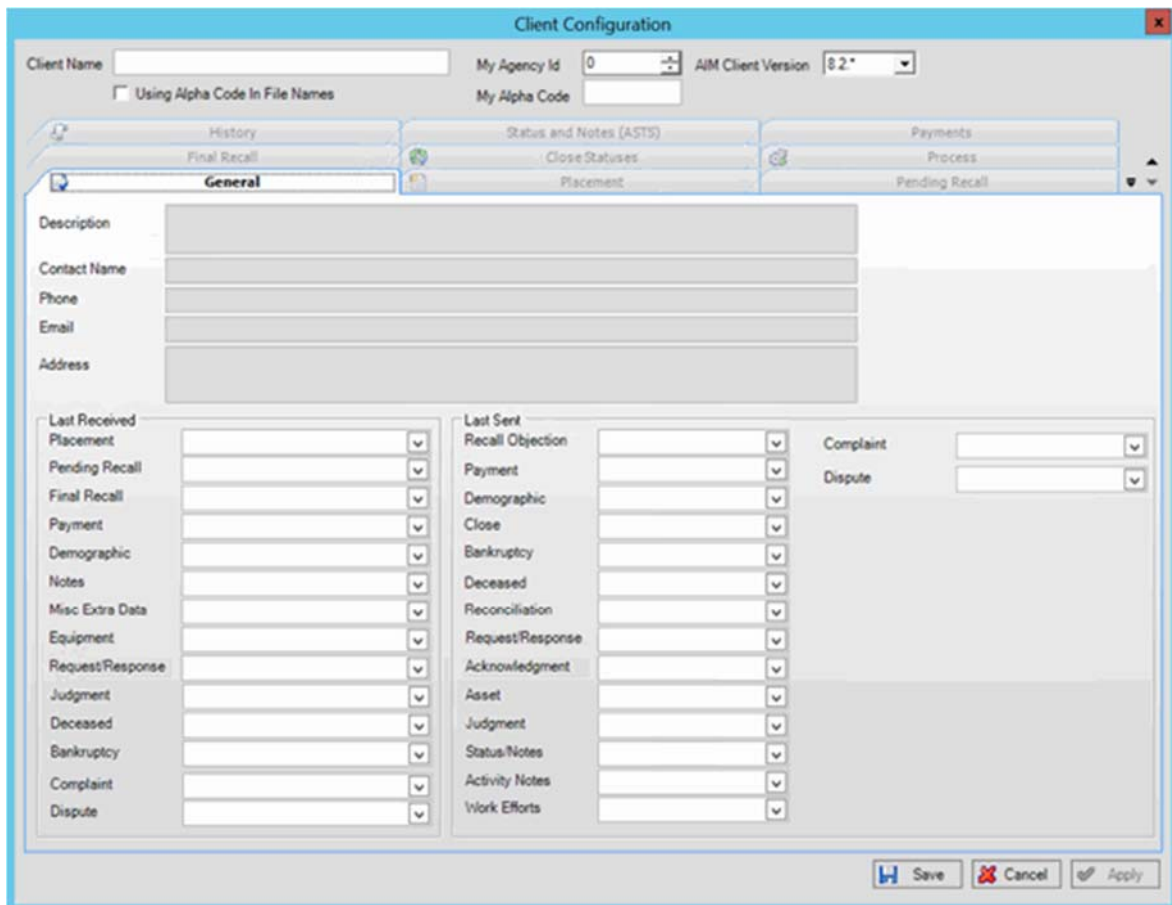 Client Configuration
x
Client Name My Agency Id 0 AIM Client Version 8.2.*
Using Alpha Code In File Names My Alpha Code
History Status and Notes (ASTS) Payments
Final Recall Close Statuses Process
General Placement Pending Recall
Description
Contact Name
Phone
Email
Address
Last Received
Placement
Pending Recall
Final Recall
Payment
Demographic
Notes
Misc Extra Data
Equipment
Request/Response
Judgment
Deceased
Bankruptcy
Complaint
Dispute
Last Sent
Recall Objection
Payment
Demographic
Close
Bankruptcy
Deceased
Reconciliation
Request/Response
Acknowledgment
Asset
Judgment
Status/Notes
Activity Notes
Work Efforts
Complaint
Dispute
Save Cancel Apply